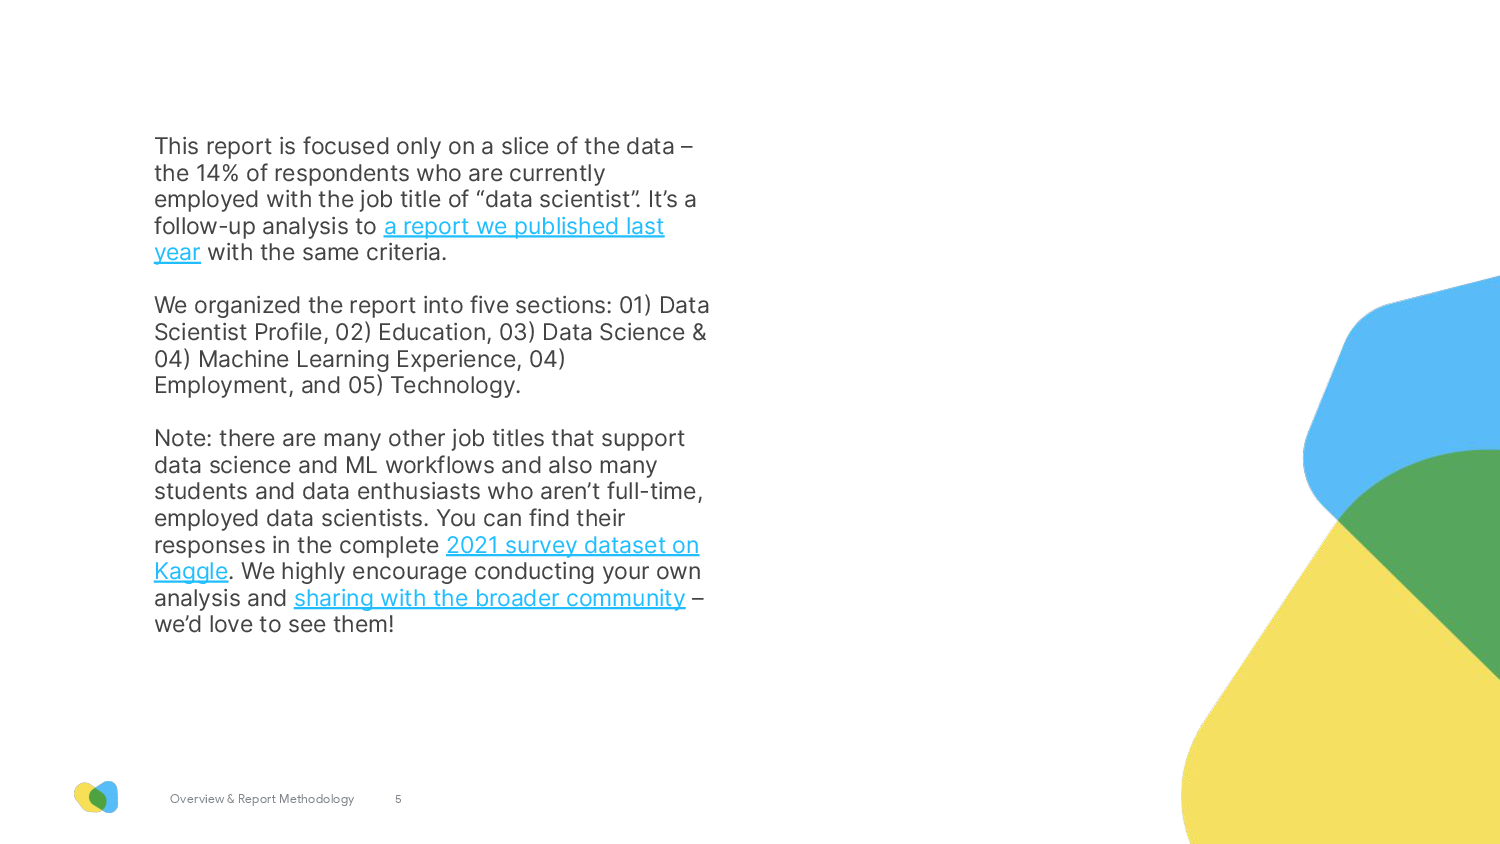 This report is focused only on a slice of the data –
the 14% of respondents who are currently
employed with the job title of “data scientist”. It’s a
follow-up analysis to a report we published last
year with the same criteria.
We organized the report into five sections: 01) Data
Scientist Profile, 02) Education, 03) Data Science &
04) Machine Learning Experience, 04)
Employment, and 05) Technology.
Note: there are many other job titles that support
data science and ML workflows and also many
students and data enthusiasts who aren’t full-time,
employed data scientists. You can find their
responses in the complete 2021 survey dataset on
Kaggle. We highly encourage conducting your own
analysis and sharing with the broader community –
we’d love to see them!
Overview & Report Methodology 5